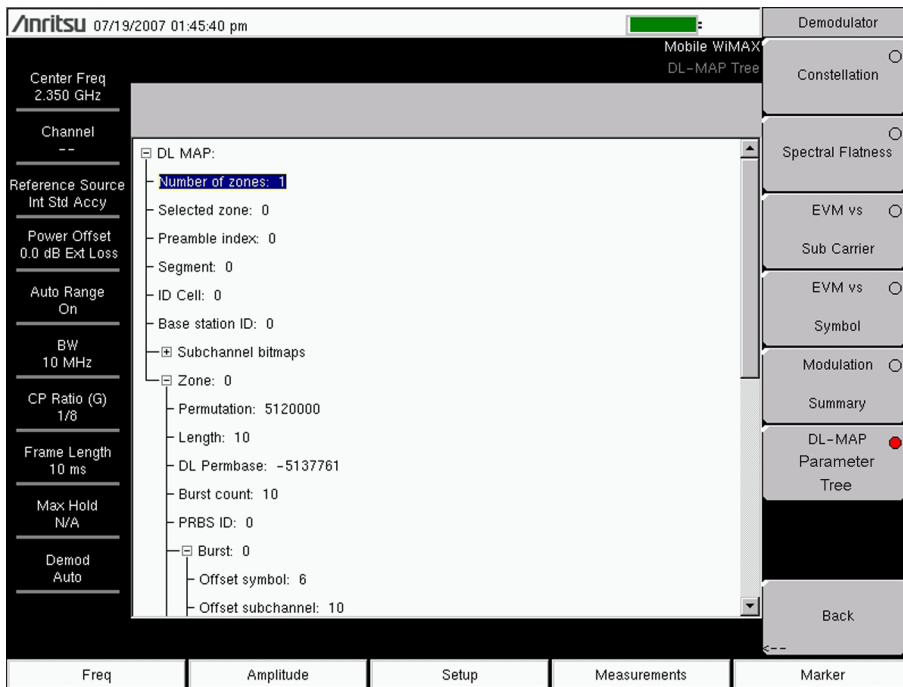 Anritsu 07/19/2007 01:45:40 pm
Mobile WiMAX
DL-MAP Tree
Center Freq
2.350 GHz
Channel
--
Reference Source
Int Std Accy
Power Offset
0.0 dB Ext Loss
Auto Range
On
BW
10 MHz
CP Ratio (G)
1/8
Frame Length
10 ms
Max Hold
N/A
Demod
Auto
DL MAP:
Number of zones: 1
Selected zone: 0
Preamble index: 0
Segment: 0
ID Cell: 0
Base station ID: 0
Subchannel bitmaps
Zone: 0
Permutation: 5120000
Length: 10
DL Permbase: -5137761
Burst count: 10
PRBS ID: 0
Burst: 0
Offset symbol: 6
Offset subchannel: 10
Demodulator
Constellation
Spectral Flatness
EVM vs
Sub Carrier
EVM vs
Symbol
Modulation
Summary
DL-MAP
Parameter
Tree
Back
<--
Freq
Amplitude
Setup
Measurements
Marker